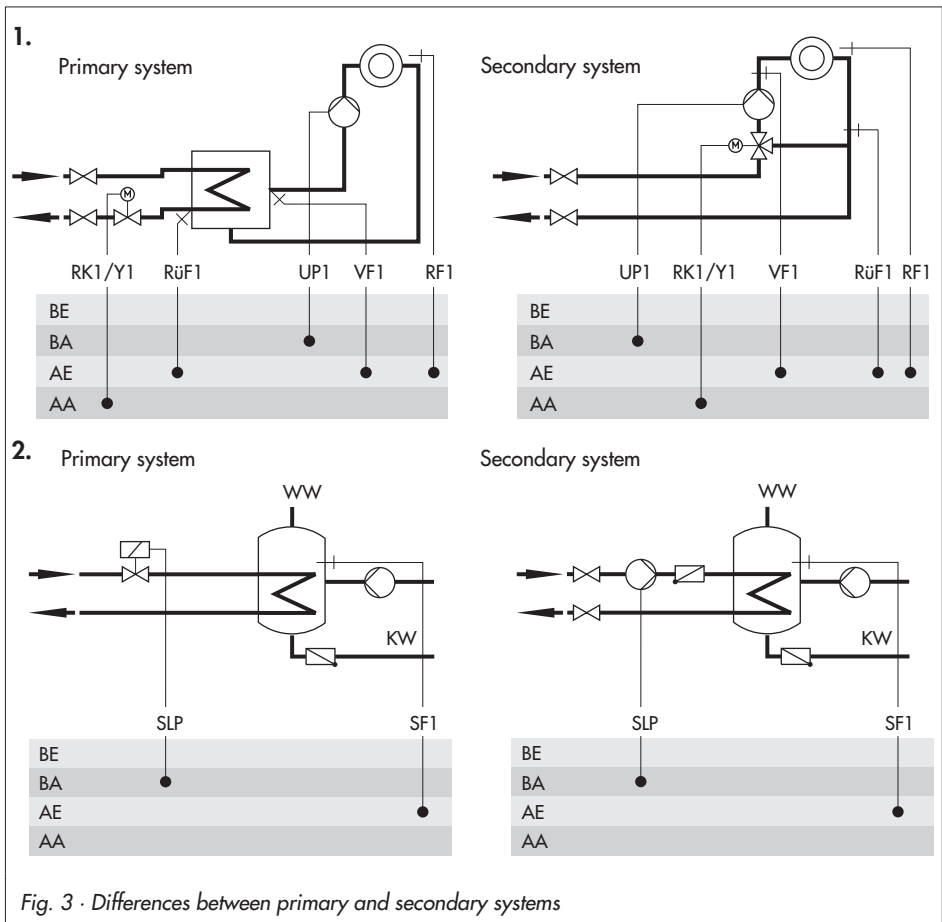 1.
Primary system
Secondary system
M
M
RK1/Y1 RüF1 UP1 VF1 RF1
UP1 RK1/Y1 VF1 RüF1 RF1
BE
BA
AE
AA
BE
BA
AE
AA
2.
Primary system
Secondary system
WW
WW
KW
KW
SLP SF1
SLP SF1
BE
BA
AE
AA
BE
BA
AE
AA
Fig. 3 · Differences between primary and secondary systems